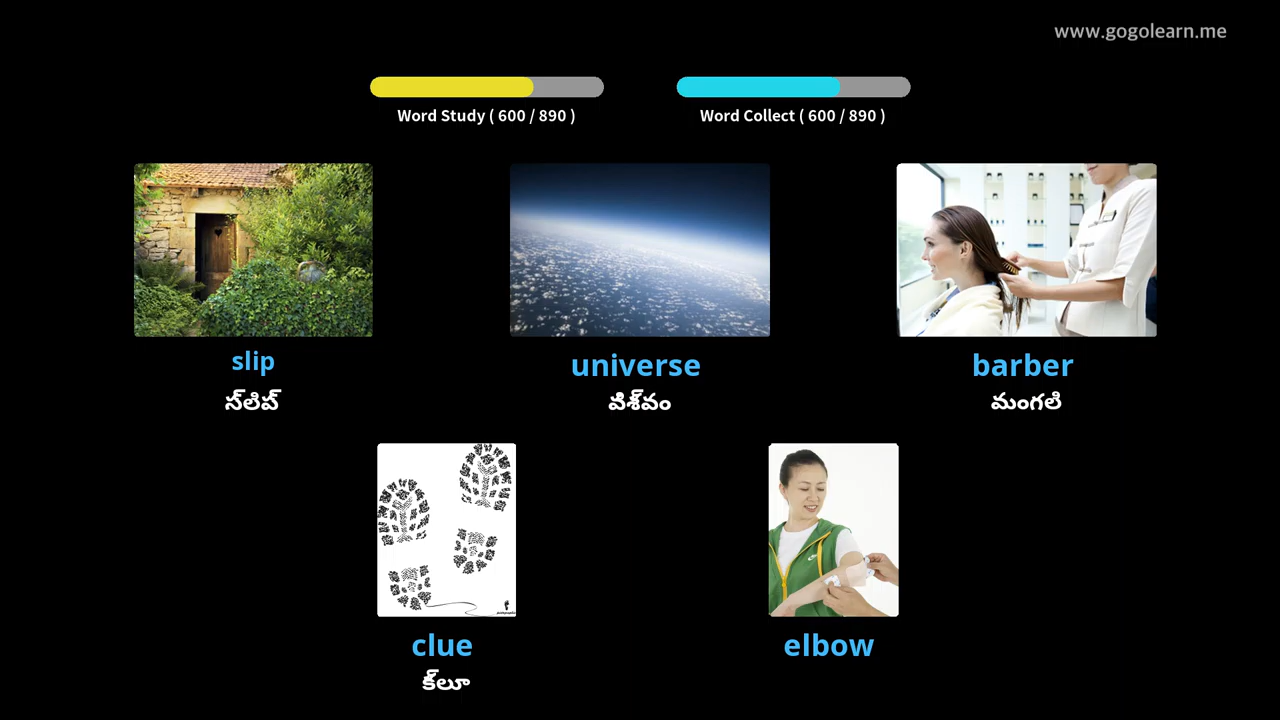 www.gogolearn.me
Word Study ( 600 / 890 )
Word Collect ( 600 / 890 )
slip
స్‌లిప్
universe
విశ్‌వం
barber
మంగలి
clue
క్‌లూ
elbow